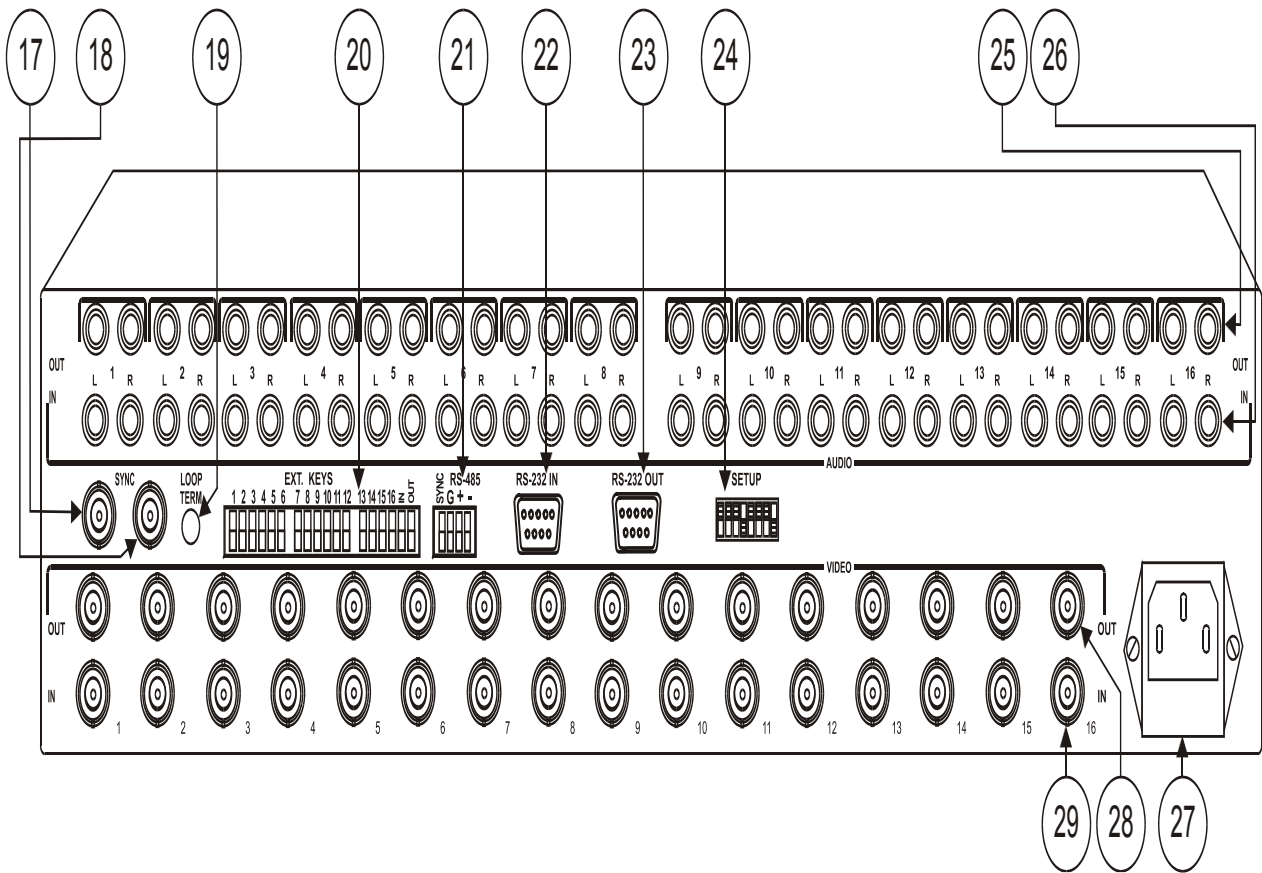 17 18 19 20 21 22 23 24 25 26
OUT OUT
L 1 R L 2 R L 3 R L 4 R L 5 R L 6 R L 7 R L 8 R L 9 R L 10 R L 11 R L 12 R L 13 R L 14 R L 15 R L 16 R
IN IN
AUDIO
SYNC LOOP TERM EXT. KEYS SYNC RS-485 RS-232 IN RS-232 OUT SETUP
1 2 3 4 5 6 7 8 9 10 11 12 13 14 15 16 IN OUT G + -
VIDEO
OUT OUT
IN IN
1 2 3 4 5 6 7 8 9 10 11 12 13 14 15 16
29 28 27